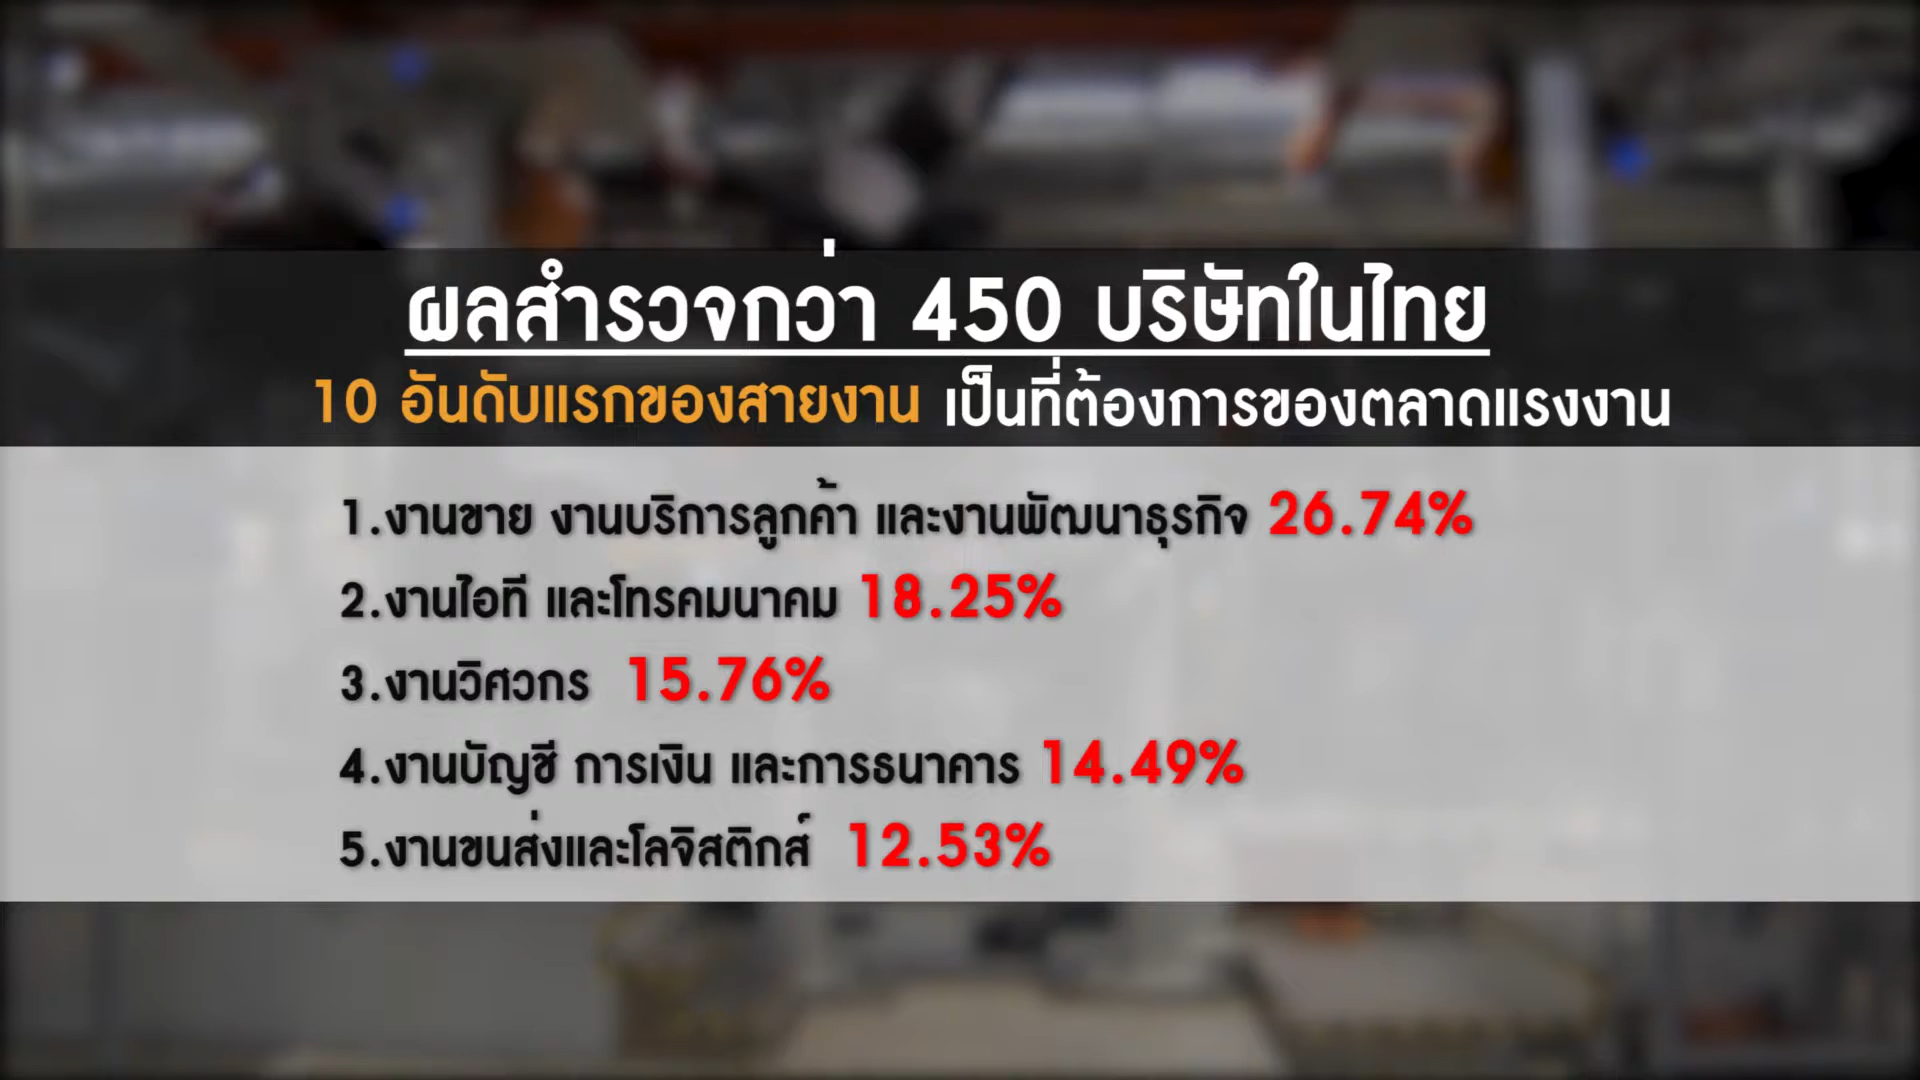 ผลสำรวจกว่า 450 บริษัทในไทย
10 อันดับแรกของสายงาน เป็นที่ต้องการของตลาดแรงงาน
1.งานขาย งานบริการลูกค้า และงานพัฒนาธุรกิจ 26.74%
2.งานไอที และโทรคมนาคม 18.25%
3.งานวิศวกร 15.76%
4.งานบัญชี การเงิน และการธนาคาร 14.49%
5.งานขนส่งและโลจิสติกส์ 12.53%